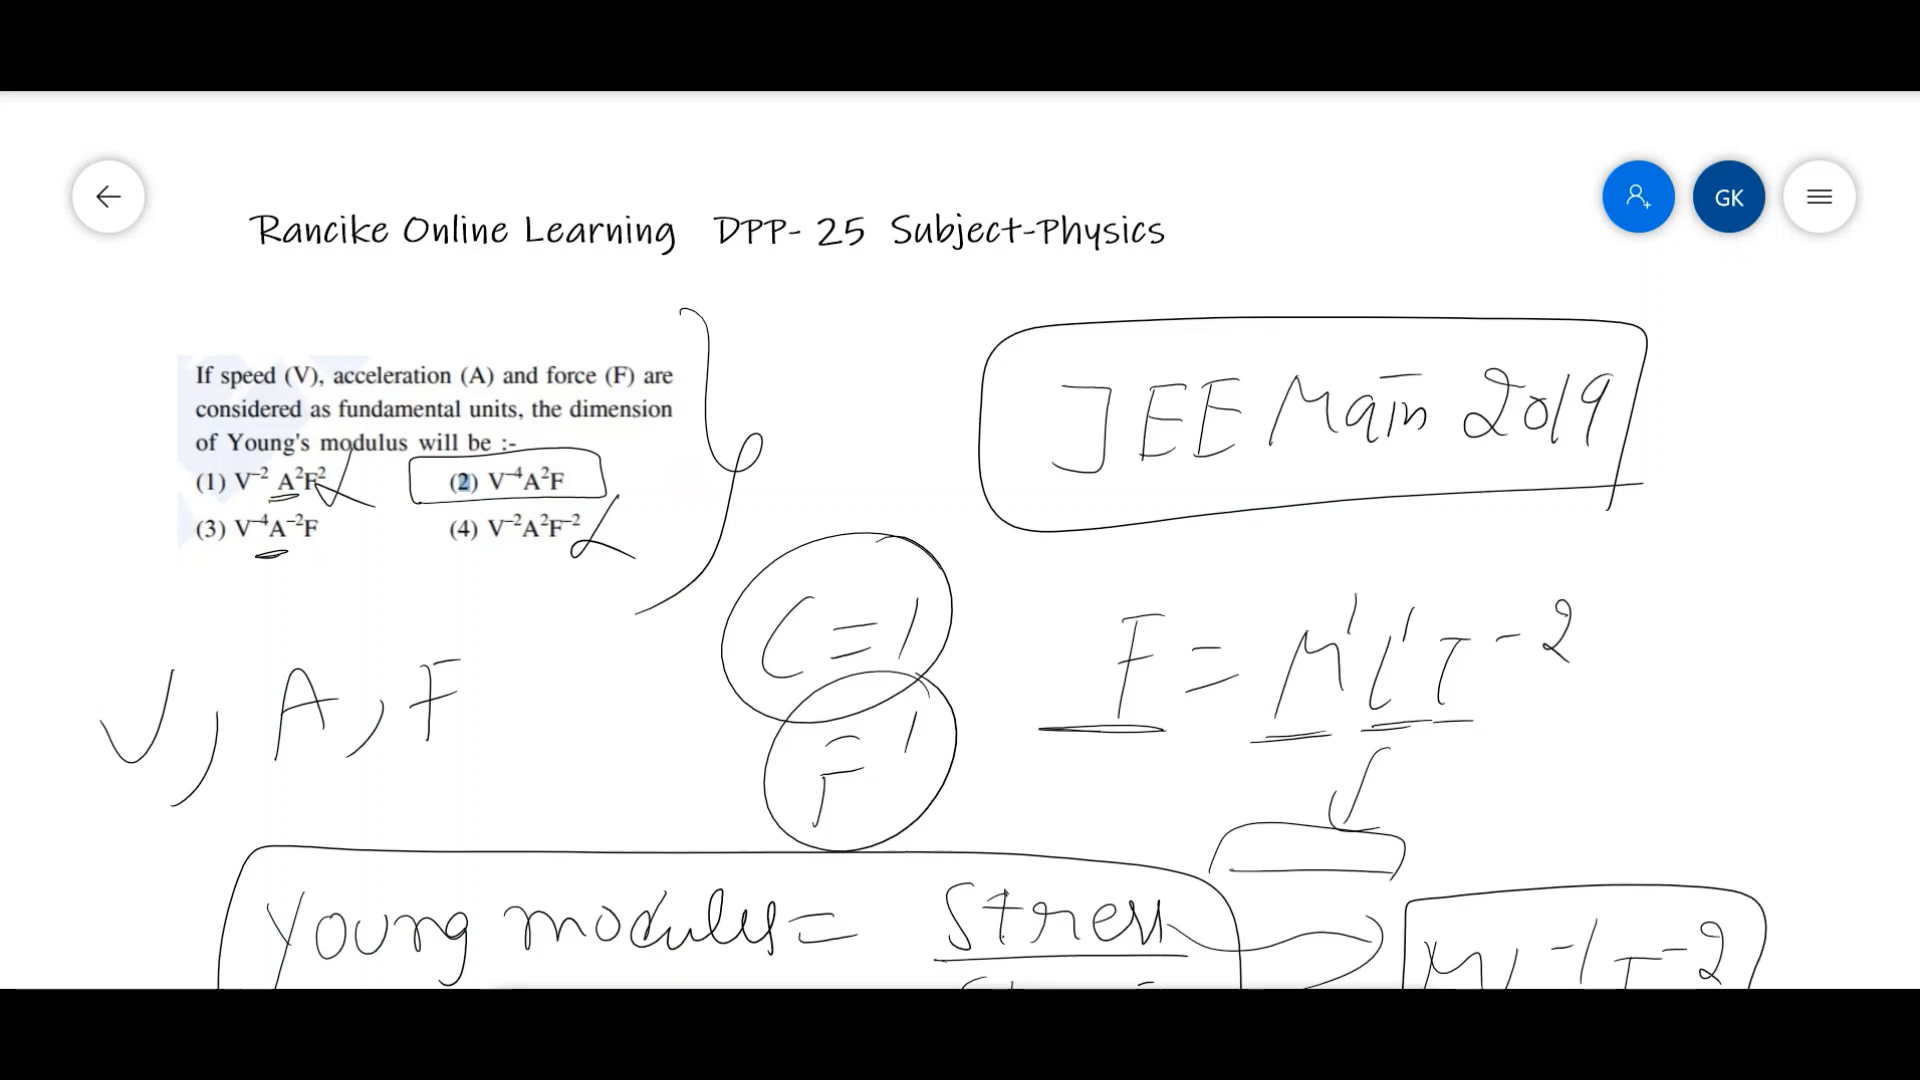 GK
Rancike Online Learning DPP- 25 Subject-Physics
If speed (V), acceleration (A) and force (F) are
considered as fundamental units, the dimension
of Young's modulus will be :-
(1) V⁻² A²F² (2) V⁻⁴A²F
(3) V⁻⁴A⁻²F (4) V⁻²A²F⁻²
JEE Main 2019
C=1
F = M¹L¹T⁻²
V, A, F
F¹
Young modulus = Stress
ML⁻¹T⁻²